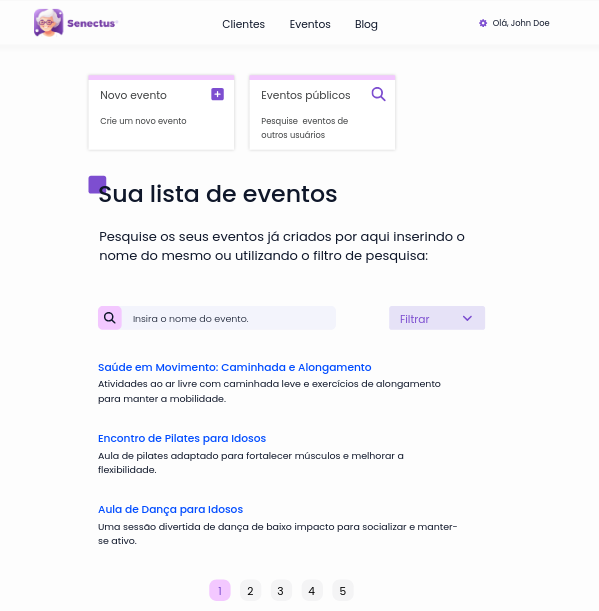 Senectus
Clientes
Eventos
Blog
Olá, John Doe
Novo evento
Crie um novo evento
Eventos públicos
Pesquise eventos de
outros usuários
Sua lista de eventos
Pesquise os seus eventos já criados por aqui inserindo o
nome do mesmo ou utilizando o filtro de pesquisa:
Insira o nome do evento.
Filtrar
Saúde em Movimento: Caminhada e Alongamento
Atividades ao ar livre com caminhada leve e exercícios de alongamento
para manter a mobilidade.
Encontro de Pilates para Idosos
Aula de pilates adaptado para fortalecer músculos e melhorar a
flexibilidade.
Aula de Dança para Idosos
Uma sessão divertida de dança de baixo impacto para socializar e manter-
se ativo.
1 2 3 4 5